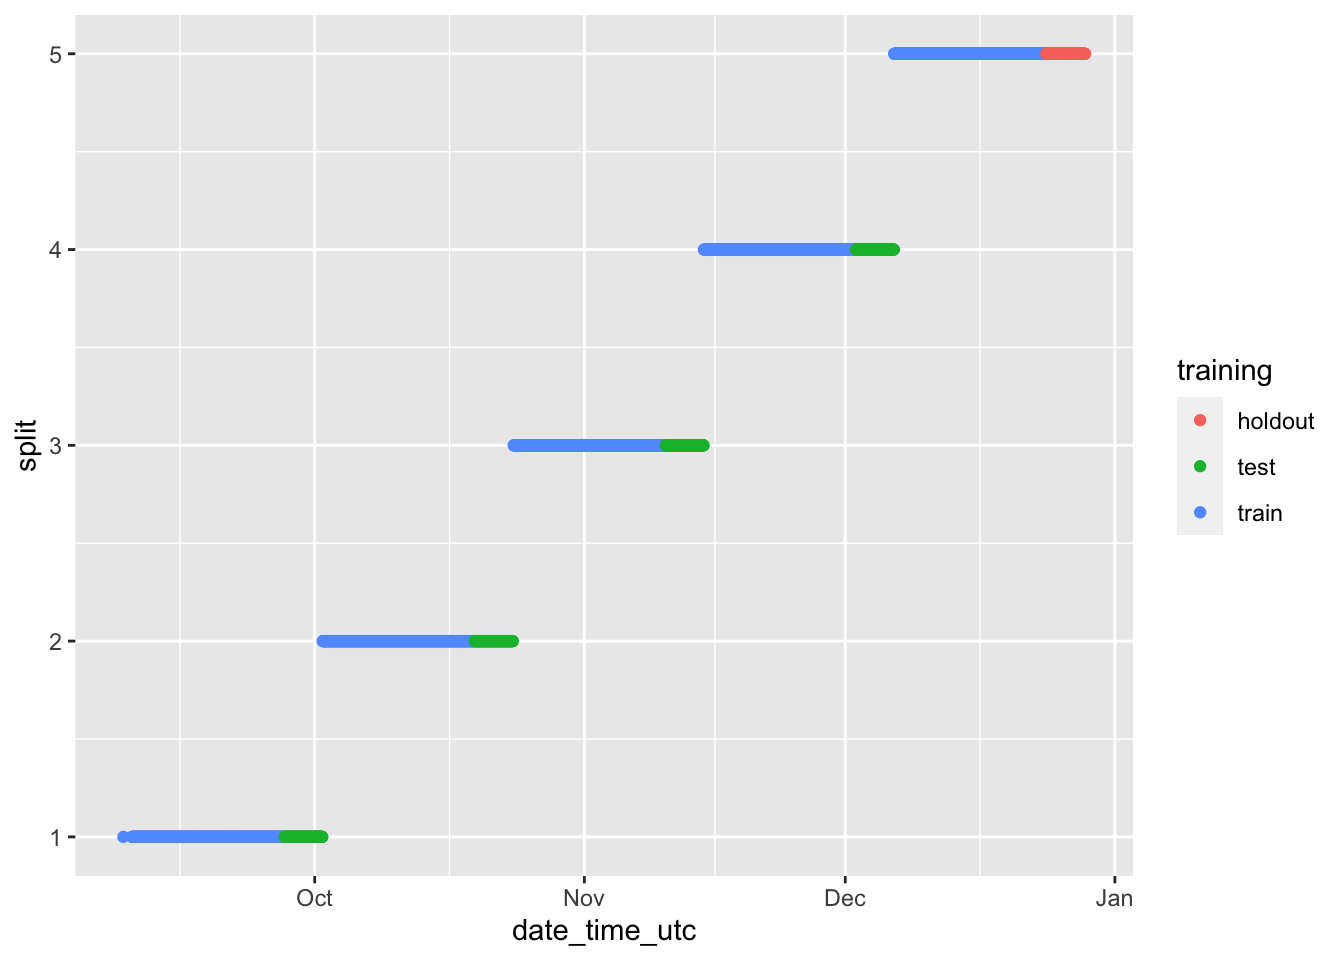 5
4
3
2
1
split
Oct Nov Dec Jan
date_time_utc
training
holdout
test
train